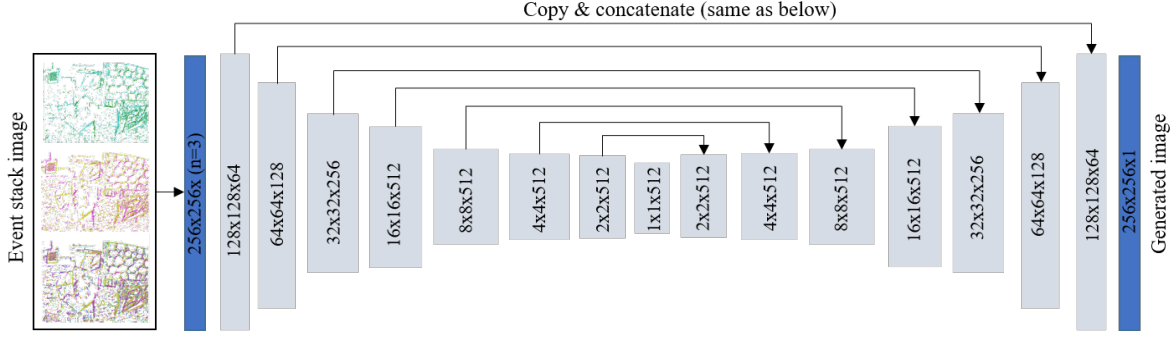 Copy & concatenate (same as below)
Event stack image
256x256x (n=3)
128x128x64
64x64x128
32x32x256
16x16x512
8x8x512
4x4x512
2x2x512
1x1x512
2x2x512
4x4x512
8x8x512
16x16x512
32x32x256
64x64x128
128x128x64
256x256x1
Generated image